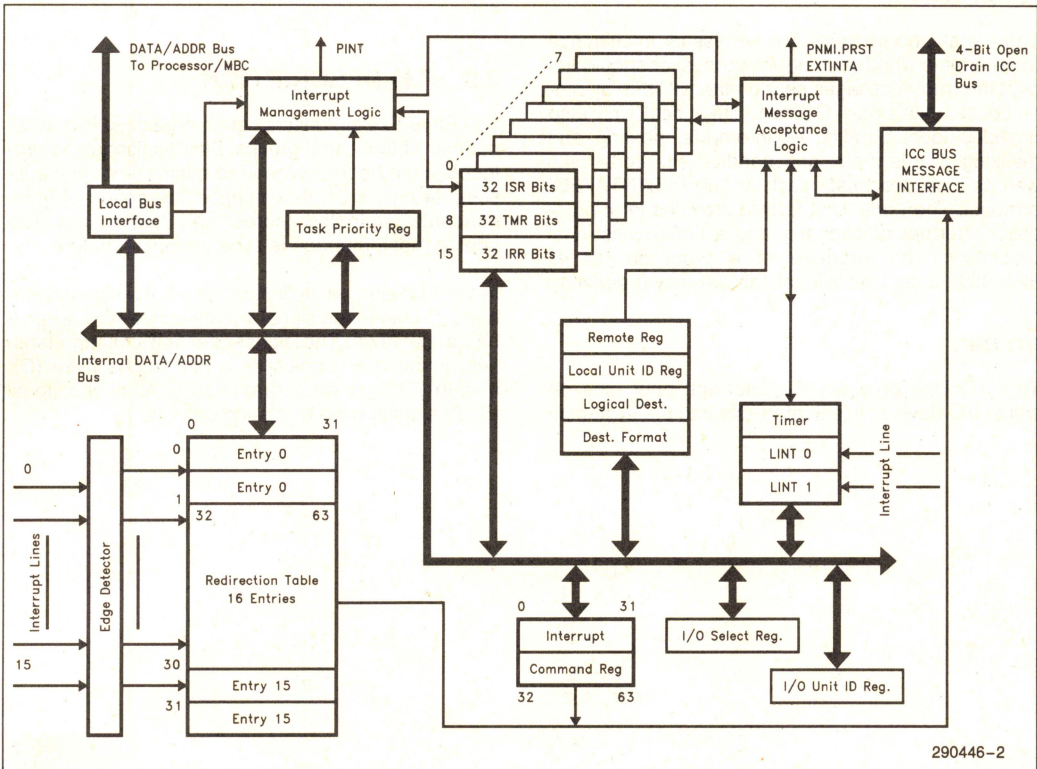 DATA/ADDR Bus
To Processor/MBC
PINT
7
PNMI.PRST
EXTINTA
4-Bit Open
Drain ICC
Bus
Interrupt
Management Logic
Interrupt
Message
Acceptance
Logic
ICC BUS
MESSAGE
INTERFACE
0
Local Bus
Interface
Task Priority Reg
32 ISR Bits
8
32 TMR Bits
15
32 IRR Bits
Internal DATA/ADDR
Bus
Remote Reg
Local Unit ID Reg
Logical Dest.
Dest. Format
Timer
LINT 0
LINT 1
Interrupt Line
0
31
0
Entry 0
0
Entry 0
1
32
63
Interrupt Lines
Edge Detector
Redirection Table
16 Entries
15
30
Entry 15
31
Entry 15
0
31
Interrupt
Command Reg
32
63
I/O Select Reg.
I/O Unit ID Reg.
290446-2